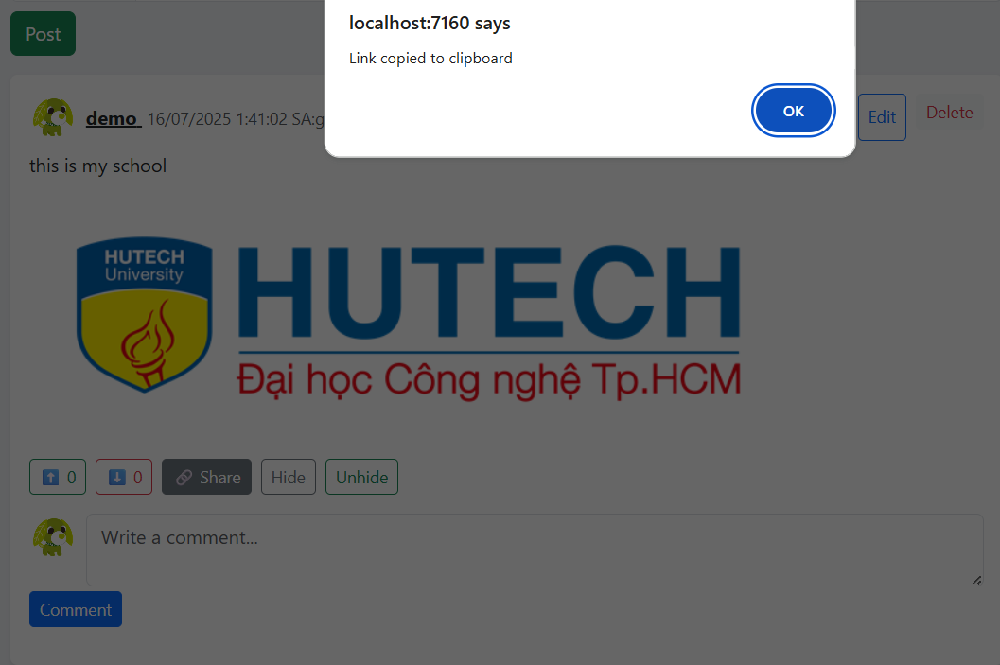 localhost:7160 says
Link copied to clipboard
OK
Post
demo 16/07/2025 1:41:02 SA:g
Edit
Delete
this is my school
HUTECH
University
HUTECH
Đại học Công nghệ Tp.HCM
0
0
Share
Hide
Unhide
Write a comment...
Comment